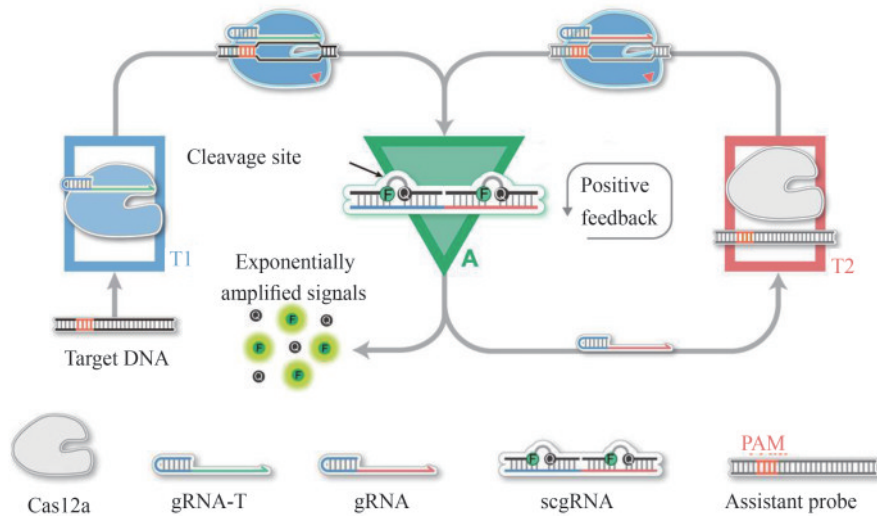 Cleavage site
F
Q
F
Q
Positive
feedback
T1
A
T2
Exponentially
amplified signals
Q
F
Q
F
Q
F
Q
F
Q
Target DNA
F
Q
F
Q
PAM
Cas12a
gRNA-T
gRNA
scgRNA
Assistant probe